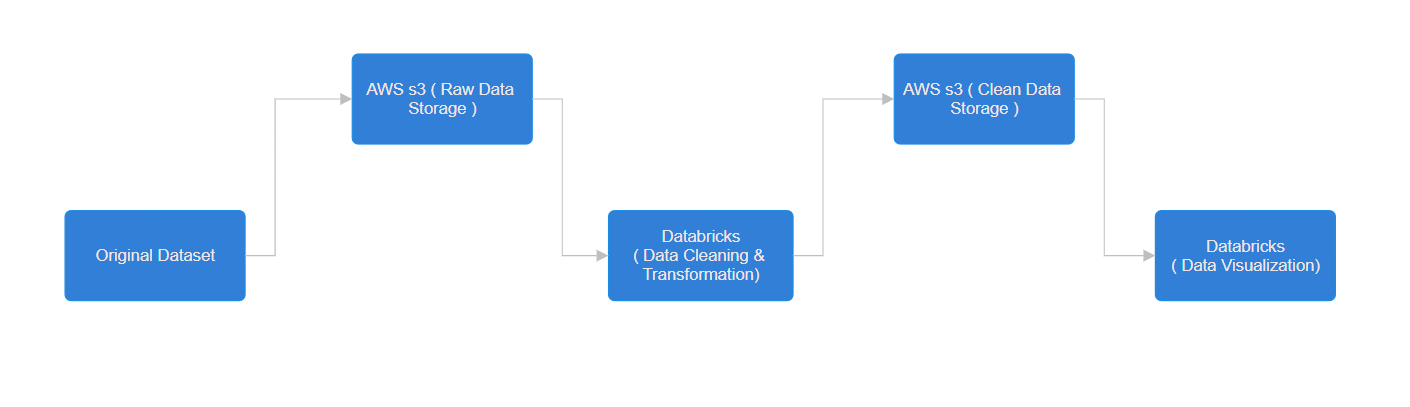 Original Dataset
AWS s3 ( Raw Data
Storage )
Databricks
( Data Cleaning &
Transformation)
AWS s3 ( Clean Data
Storage )
Databricks
( Data Visualization)